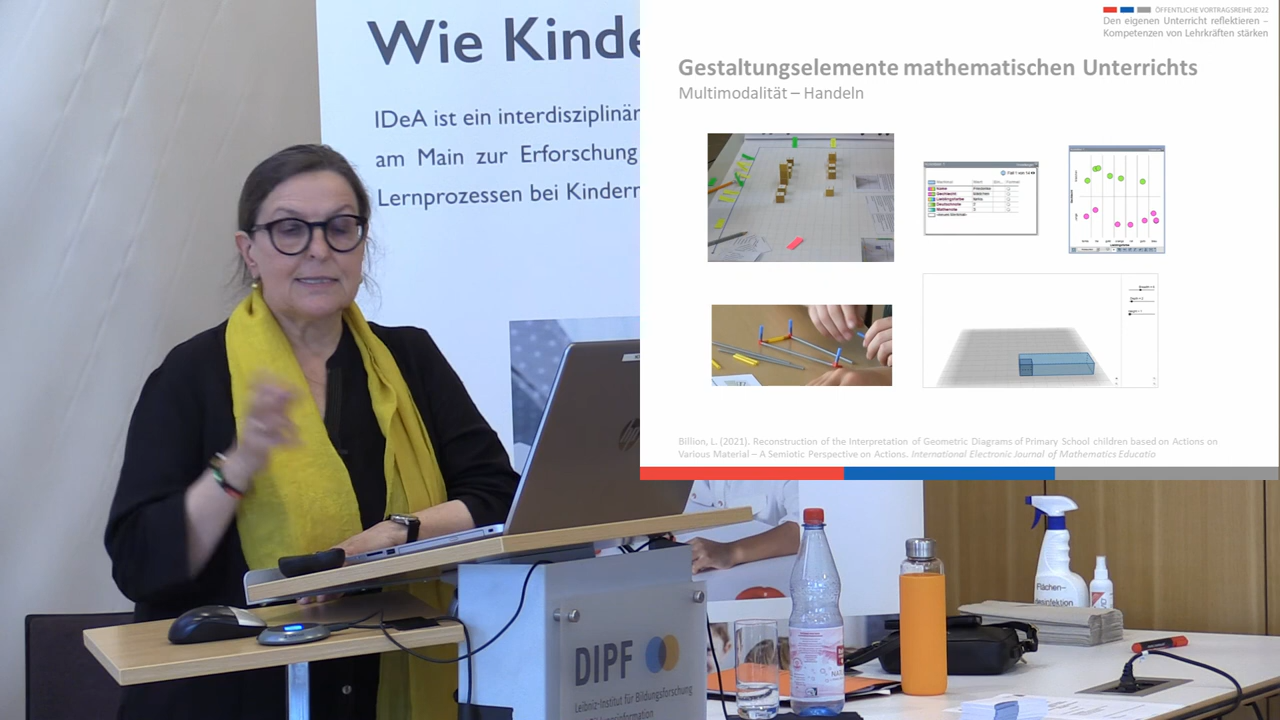 Wie Kinde
IDeA ist ein interdisziplinär
am Main zur Erforschung
Lernprozessen bei Kindern
ÖFFENTLICHE VORTRAGSREIHE 2022
Den eigenen Unterricht reflektieren –
Kompetenzen von Lehrkräften stärken
Gestaltungselemente mathematischen Unterrichts
Multimodalität – Handeln
Billion, L. (2021). Reconstruction of the Interpretation of Geometric Diagrams of Primary School children based on Actions on
Various Material – A Semiotic Perspective on Actions. International Electronic Journal of Mathematics Educatio
hp
DIPF
Leibniz-Institut für Bildungsforschung
Flächen-
desinfektion